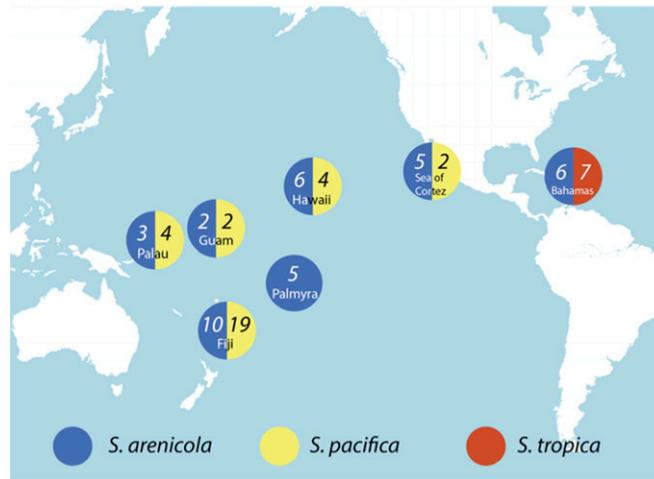 6 4
Hawaii
5 2
Sea of
Cortez
6 7
Bahamas
3 4
Palau
2 2
Guam
5
Palmyra
10 19
Fiji
S. arenicola
S. pacifica
S. tropica